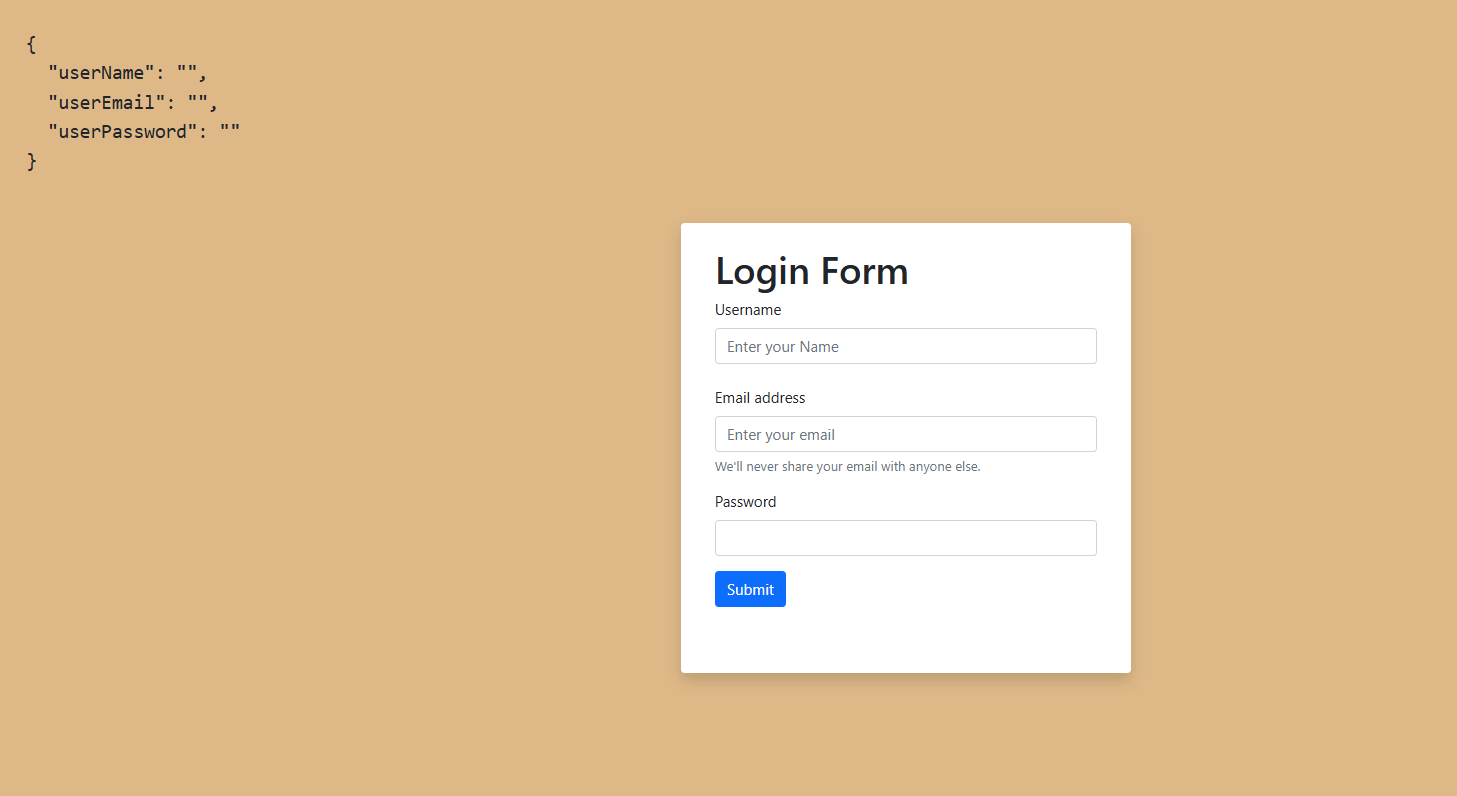 {
  "userName": "",
  "userEmail": "",
  "userPassword": ""
}
Login Form
Username
Enter your Name
Email address
Enter your email
We'll never share your email with anyone else.
Password
Submit